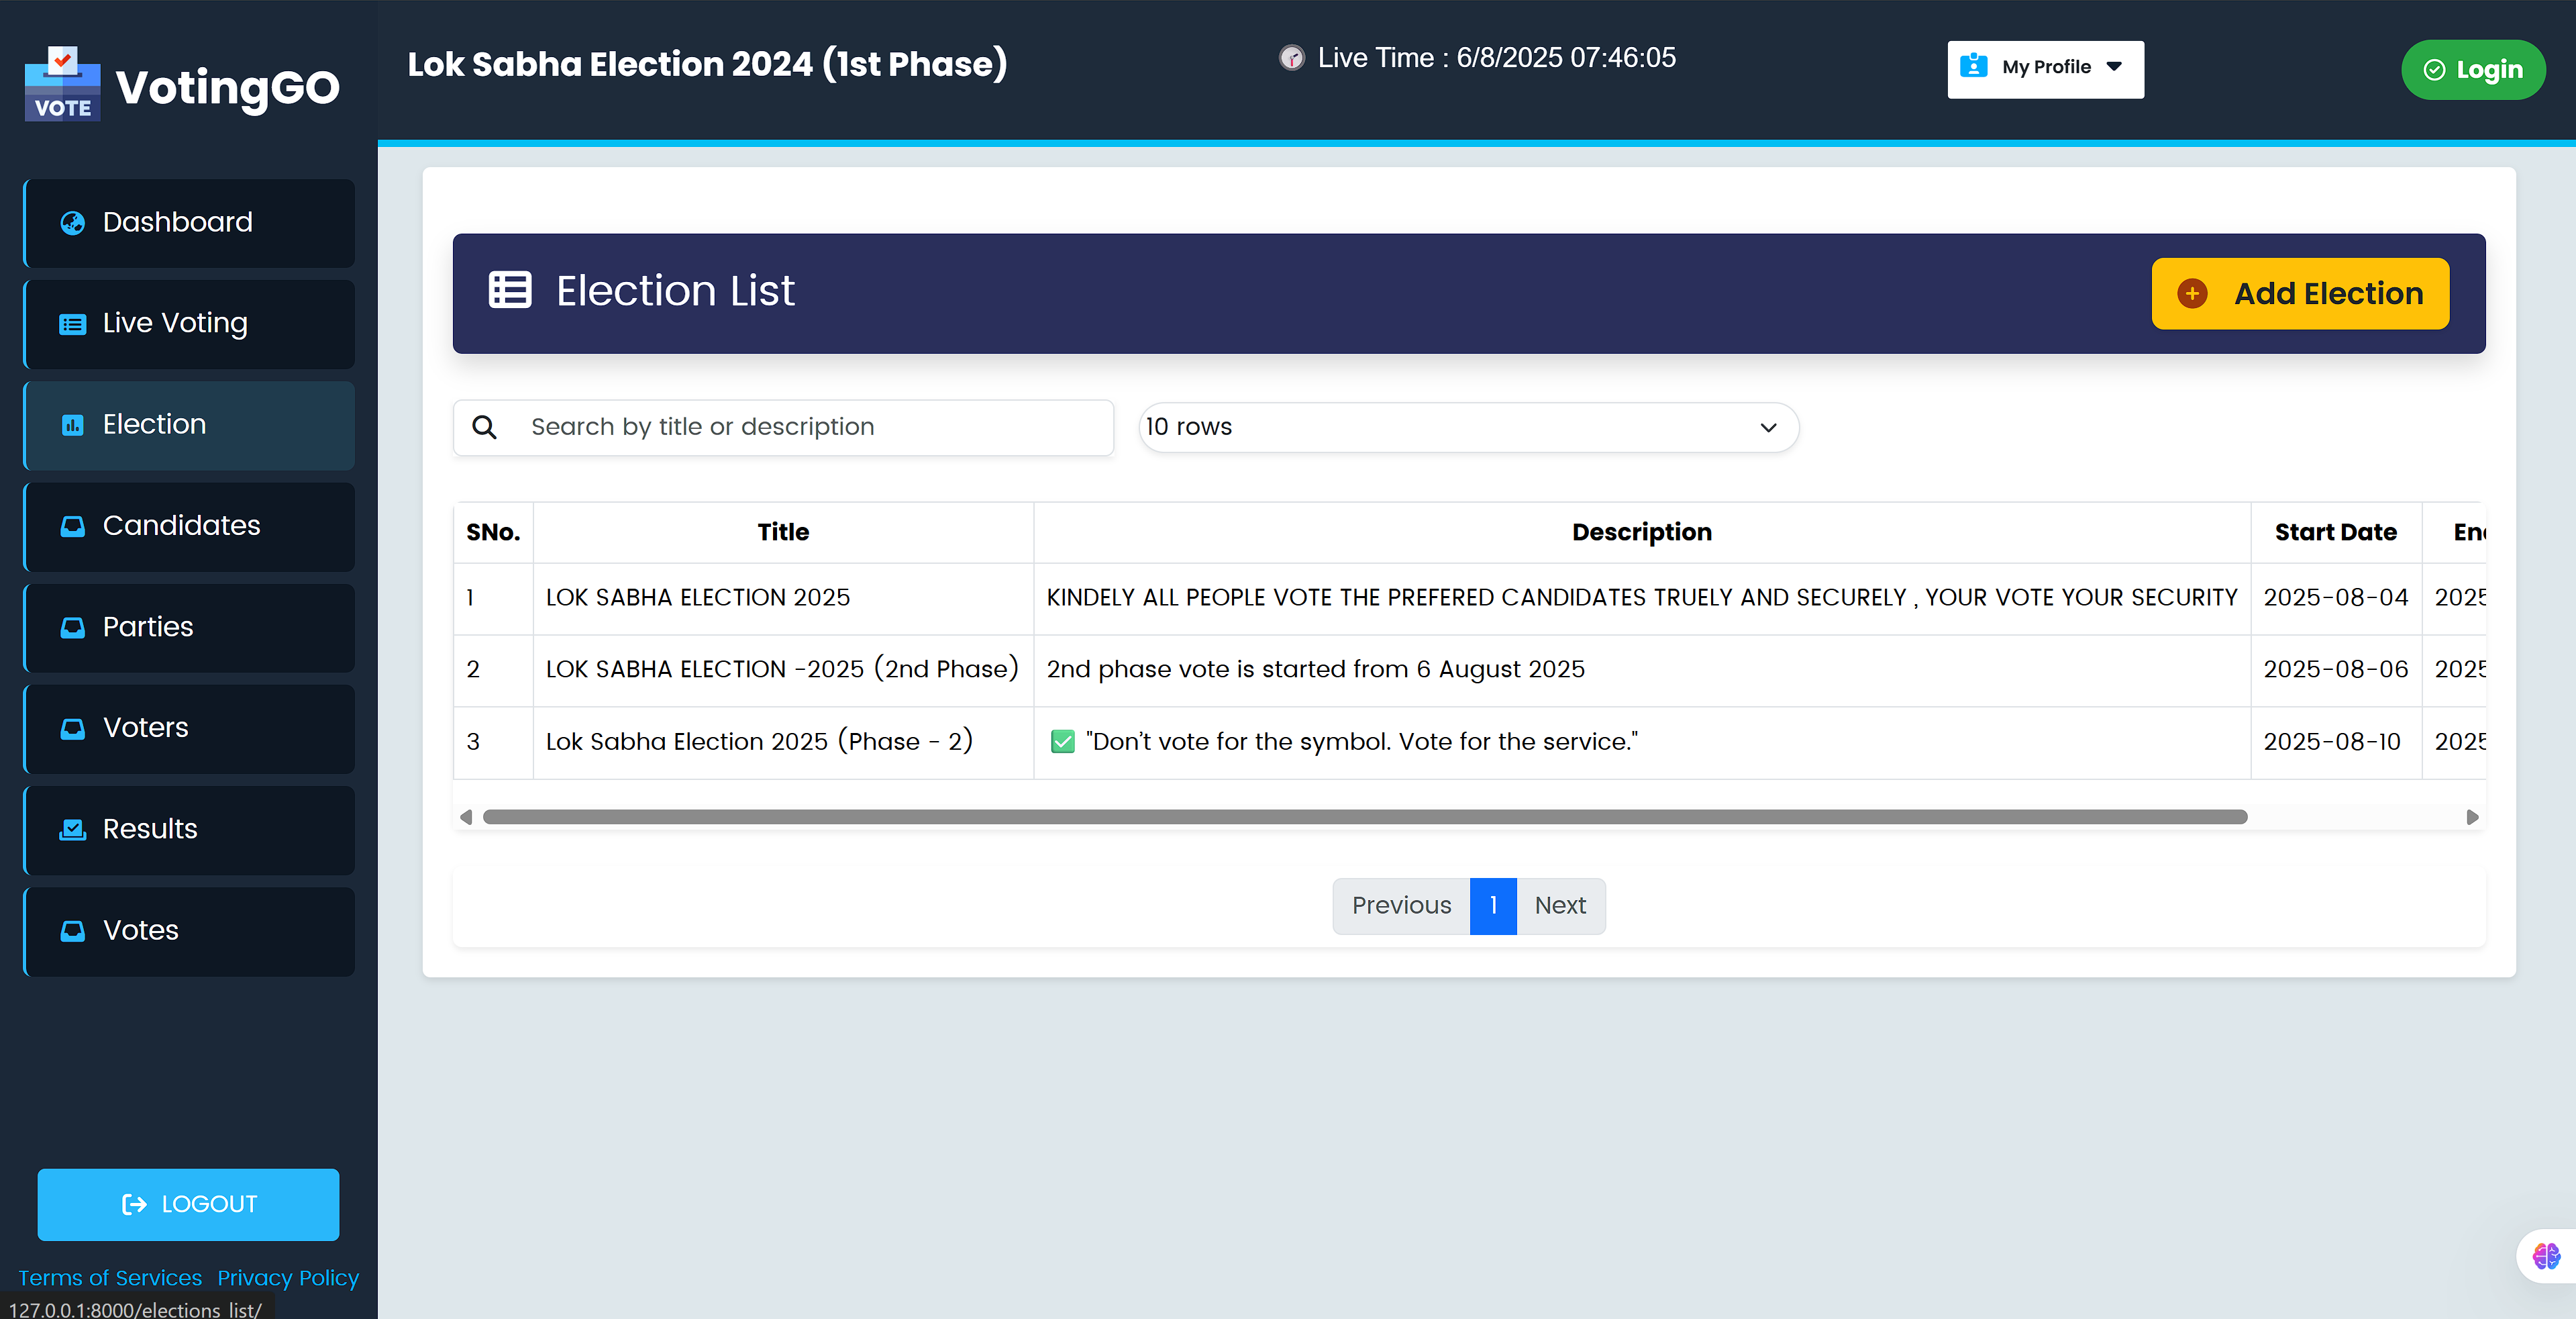 VOTE
VotingGO
Lok Sabha Election 2024 (1st Phase)
Live Time : 6/8/2025 07:46:05
My Profile
Login
Dashboard
Live Voting
Election
Candidates
Parties
Voters
Results
Votes
LOGOUT
Terms of Services Privacy Policy
127.0.0.1:8000/elections_list/
Election List
Add Election
Search by title or description
10 rows
SNo. Title Description Start Date
1 LOK SABHA ELECTION 2025 KINDELY ALL PEOPLE VOTE THE PREFERED CANDIDATES TRUELY AND SECURELY , YOUR VOTE YOUR SECURITY 2025-08-04 2025
2 LOK SABHA ELECTION -2025 (2nd Phase) 2nd phase vote is started from 6 August 2025 2025-08-06 2025
3 Lok Sabha Election 2025 (Phase - 2) ✅ "Don’t vote for the symbol. Vote for the service." 2025-08-10 2025
Previous 1 Next